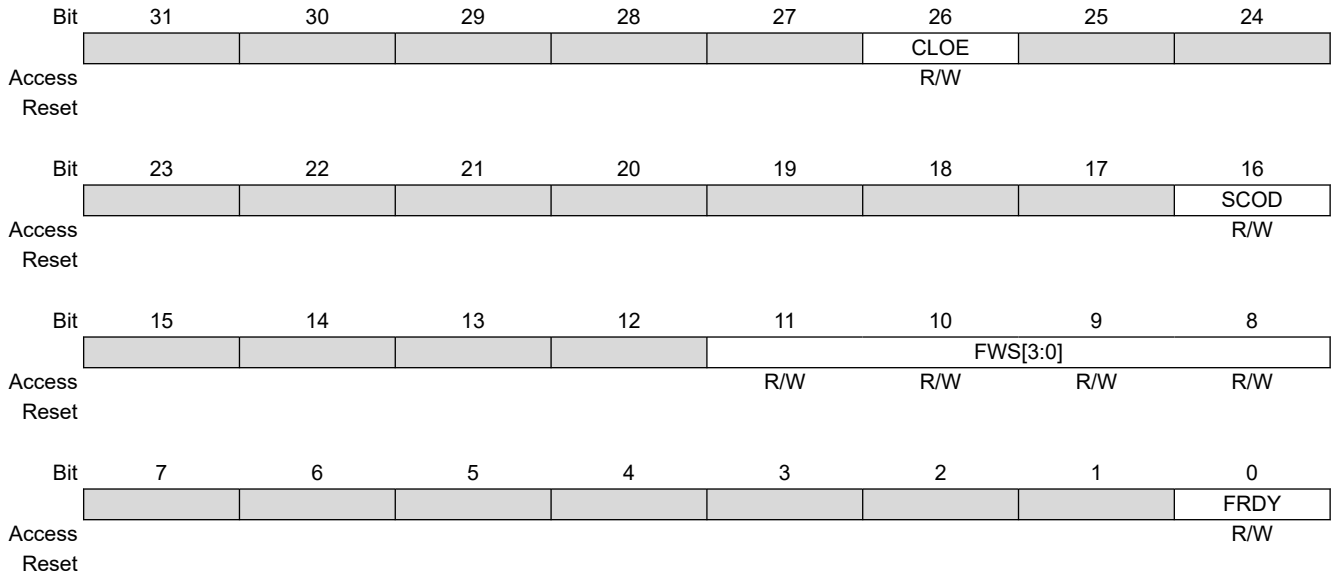 Bit 31 30 29 28 27 26 25 24
CLOE
Access R/W
Reset
Bit 23 22 21 20 19 18 17 16
SCOD
Access R/W
Reset
Bit 15 14 13 12 11 10 9 8
FWS[3:0]
Access R/W R/W R/W R/W
Reset
Bit 7 6 5 4 3 2 1 0
FRDY
Access R/W
Reset